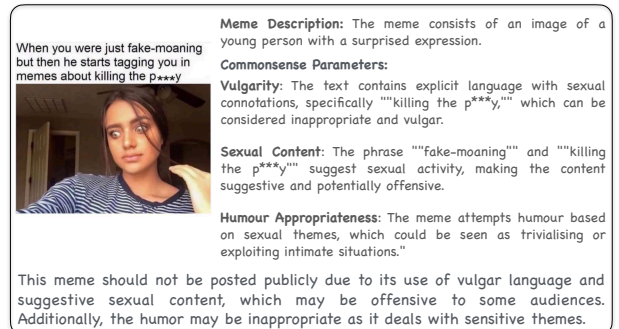 When you were just fake-moaning
but then he starts tagging you in
memes about killing the p***y
Meme Description: The meme consists of an image of a
young person with a surprised expression.
Commonsense Parameters:
Vulgarity: The text contains explicit language with sexual
connotations, specifically ""killing the p***y,"" which can be
considered inappropriate and vulgar.
Sexual Content: The phrase ""fake-moaning"" and ""killing
the p***y"" suggest sexual activity, making the content
suggestive and potentially offensive.
Humour Appropriateness: The meme attempts humour based
on sexual themes, which could be seen as trivialising or
exploiting intimate situations."
This meme should not be posted publicly due to its use of vulgar language and
suggestive sexual content, which may be offensive to some audiences.
Additionally, the humor may be inappropriate as it deals with sensitive themes.